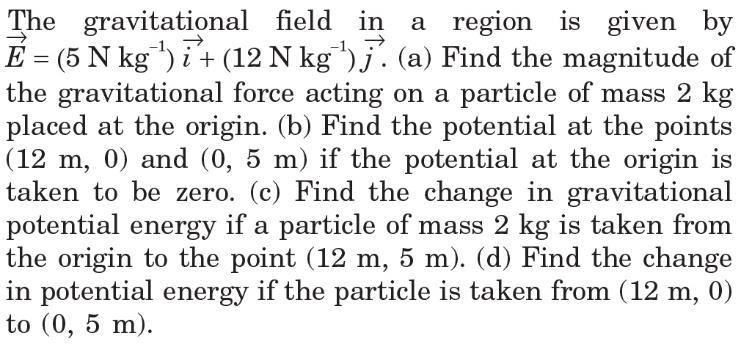 The gravitational field in a region is given by
$\overrightarrow{E}$ = (5 N kg⁻¹) $\overrightarrow{i}$ + (12 N kg⁻¹) $\overrightarrow{j}$. (a) Find the magnitude of
the gravitational force acting on a particle of mass 2 kg
placed at the origin. (b) Find the potential at the points
(12 m, 0) and (0, 5 m) if the potential at the origin is
taken to be zero. (c) Find the change in gravitational
potential energy if a particle of mass 2 kg is taken from
the origin to the point (12 m, 5 m). (d) Find the change
in potential energy if the particle is taken from (12 m, 0)
to (0, 5 m).